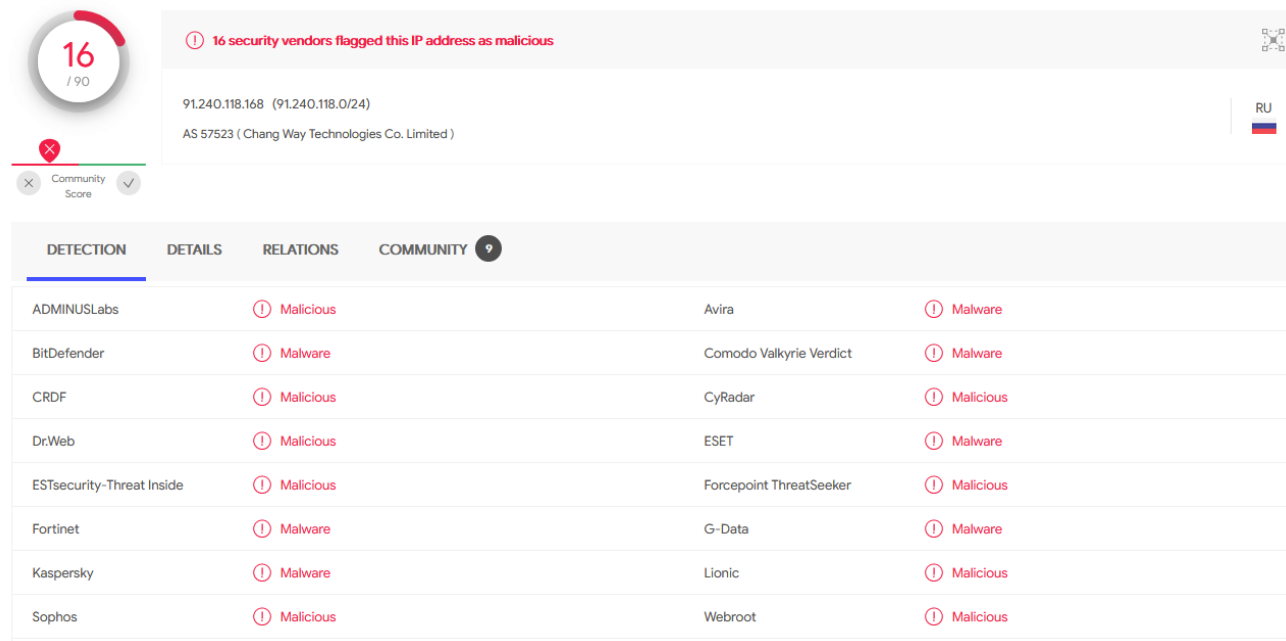 16
/ 90
16 security vendors flagged this IP address as malicious
91.240.118.168 (91.240.118.0/24)
AS 57523 ( Chang Way Technologies Co. Limited )
RU
Community
Score
DETECTION DETAILS RELATIONS COMMUNITY 9
ADMINUSLabs Malicious Avira Malware
BitDefender Malware Comodo Valkyrie Verdict Malware
CRDF Malicious CyRadar Malicious
Dr.Web Malicious ESET Malware
ESTsecurity-Threat Inside Malicious Forcepoint ThreatSeeker Malicious
Fortinet Malware G-Data Malware
Kaspersky Malware Lionic Malicious
Sophos Malicious Webroot Malicious